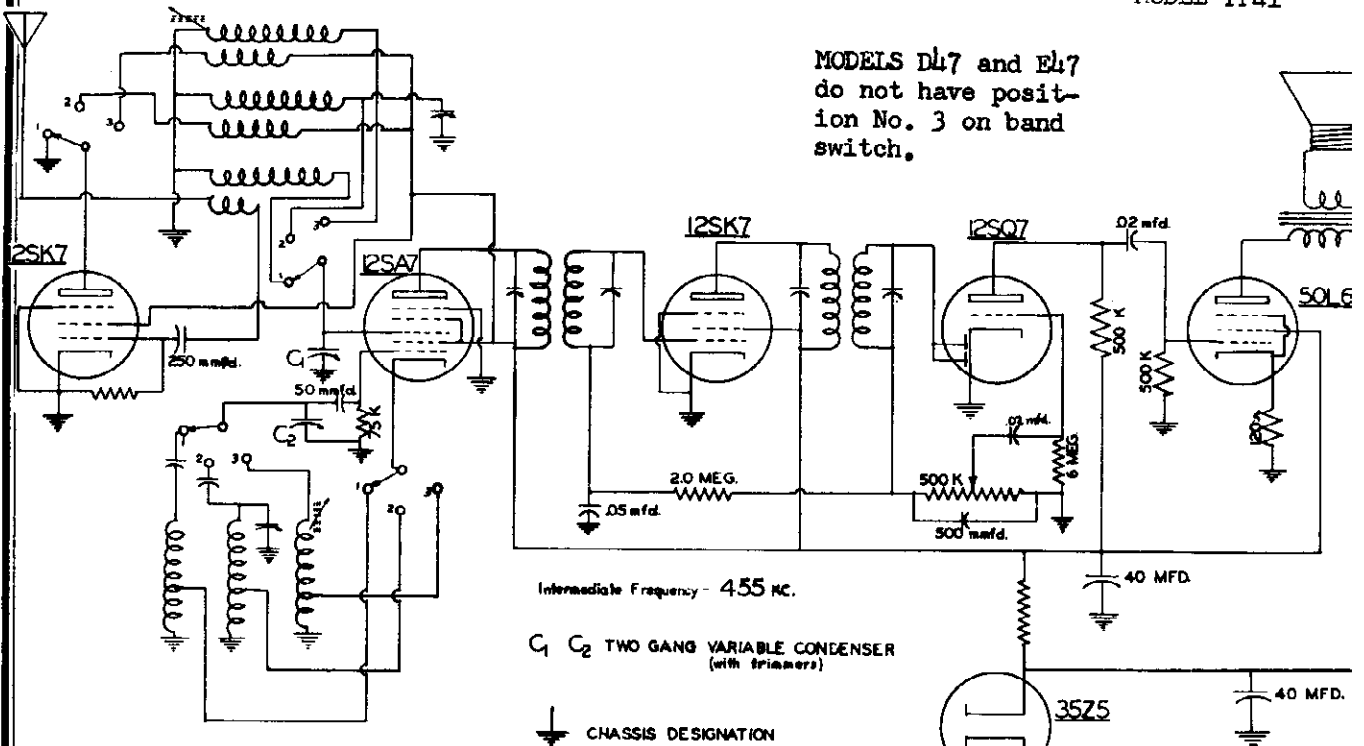 MODELS D47 and E47
do not have posit-
ion No. 3 on band
switch.
2
3
1
3
2
1
12SK7
12SA7
12SK7
12SQ7
.02 mfd.
50L6
250 mmfd.
C1
50 mmfd.
75 K
C2
500 K
500 K
120
.02 mfd.
6 MEG.
1
2
3
1
2
3
2.0 MEG.
500 K
.05 mfd.
500 mmfd.
40 MFD.
Intermediate Frequency - 455 KC.
C1 C2 TWO GANG VARIABLE CONDENSER
(with trimmers)
35Z5
40 MFD.
CHASSIS DESIGNATION